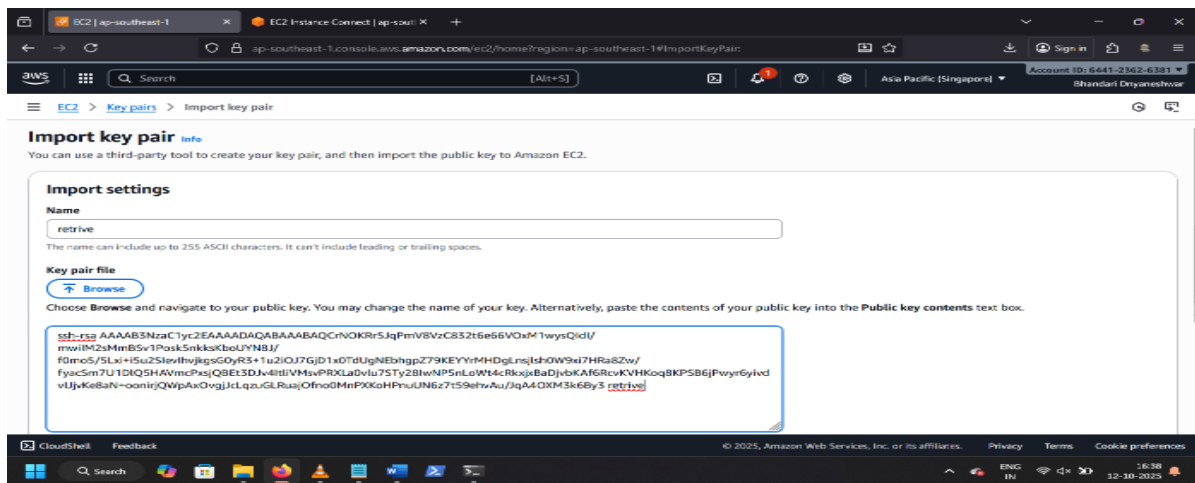 EC2 | ap-southeast-1
EC2 Instance Connect | ap-sout
ap-southeast-1.console.aws.amazon.com/ec2/home?region=ap-southeast-1#ImportKeyPair:
Sign in
aws
Search
[Alt+S]
1
Asia Pacific (Singapore)
Account ID: 6441-2362-6381
Bhandari Dnyaneshwar
EC2 > Key pairs > Import key pair
Import key pair Info
You can use a third-party tool to create your key pair, and then import the public key to Amazon EC2.
Import settings
Name
retrive
The name can include up to 255 ASCII characters. It can't include leading or trailing spaces.
Key pair file
Browse
Choose Browse and navigate to your public key. You may change the name of your key. Alternatively, paste the contents of your public key into the Public key contents text box.
ssh-rsa
retrive
CloudShell Feedback
© 2025, Amazon Web Services, Inc. or its affiliates. Privacy Terms Cookie preferences
Search
ENG
IN
16:38
12-10-2025